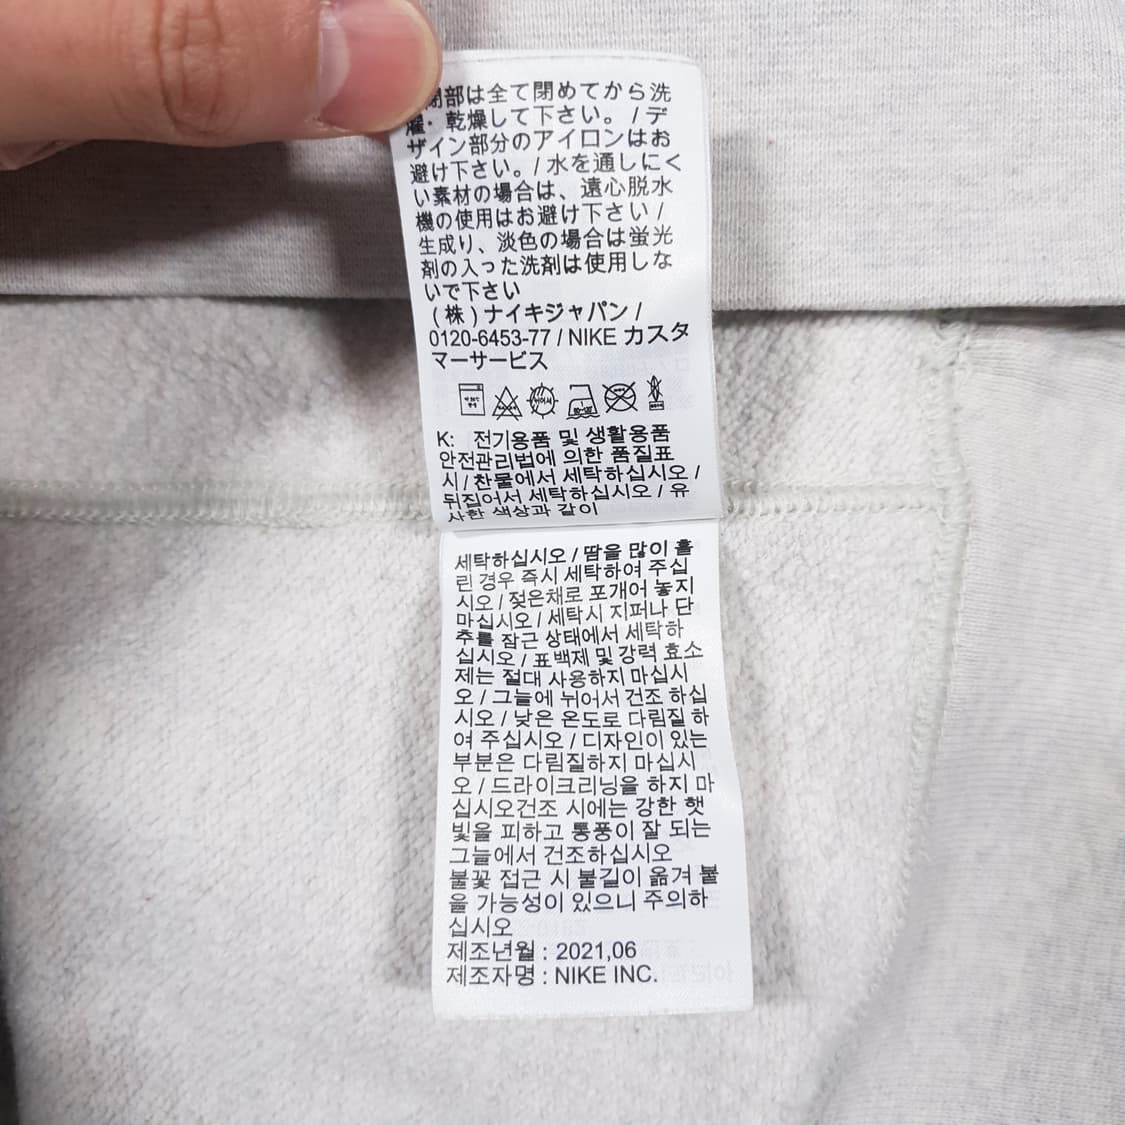 閉部は全て閉めてから洗
濯・乾燥して下さい。 / デ
ザイン部分のアイロンはお
避け下さい。/ 水を通しにく
い素材の場合は、遠心脱水
機の使用はお避け下さい /
生成り、淡色の場合は蛍光
剤の入った洗剤は使用しな
いで下さい
(株) ナイキジャパン /
0120-6453-77 / NIKE カスタ
マーサービス
K: 전기용품 및 생활용품
안전관리법에 의한 품질표
시 / 찬물에서 세탁하십시오 /
뒤집어서 세탁하십시오 / 유
사한 색상과 같이
세탁하십시오 / 땀을 많이 흘
린 경우 즉시 세탁하여 주십
시오 / 젖은채로 포개어 놓지
마십시오 / 세탁시 지퍼나 단
추를 잠근 상태에서 세탁하
십시오 / 표백제 및 강력 효소
제는 절대 사용하지 마십시
오 / 그늘에 뉘어서 건조 하십
시오 / 낮은 온도로 다림질 하
여 주십시오 / 디자인이 있는
부분은 다림질하지 마십시
오 / 드라이크리닝을 하지 마
십시오건조 시에는 강한 햇
빛을 피하고 통풍이 잘 되는
그늘에서 건조하십시오
불꽃 접근 시 불길이 옮겨 붙
을 가능성이 있으니 주의하
십시오
제조년월 : 2021,06
제조자명 : NIKE INC.